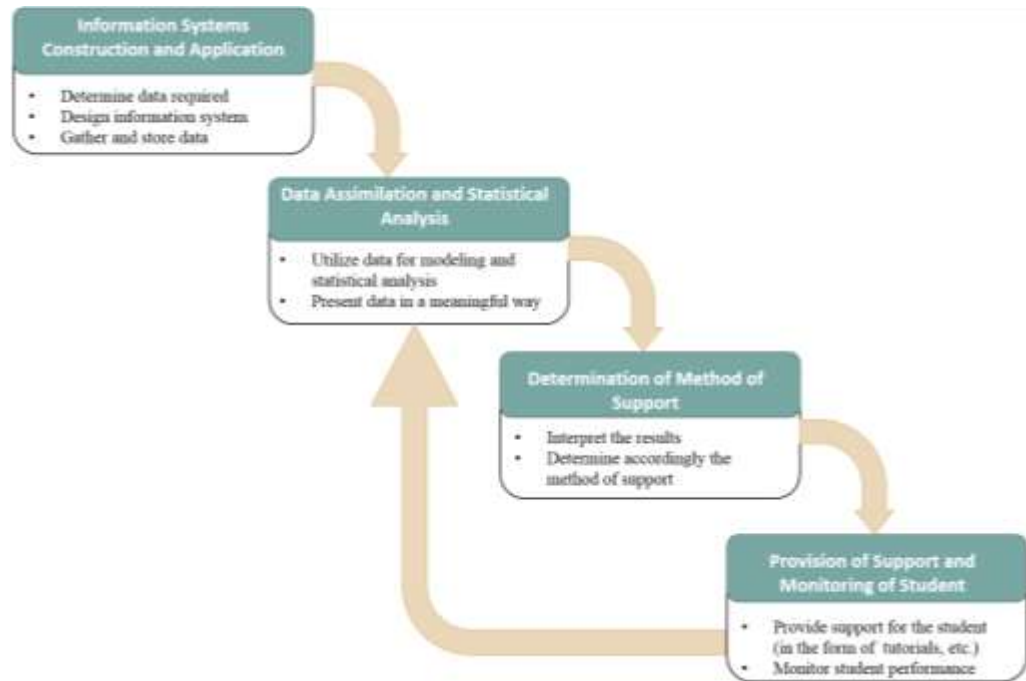 Information Systems
Construction and Application
• Determine data required
• Design information system
• Gather and store data
Data Assimilation and Statistical
Analysis
• Utilize data for modeling and
statistical analysis
• Present data in a meaningful way
Determination of Method of
Support
• Interpret the results
• Determine accordingly the
method of support
Provision of Support and
Monitoring of Student
• Provide support for the student
(in the form of tutorials, etc.)
• Monitor student performance